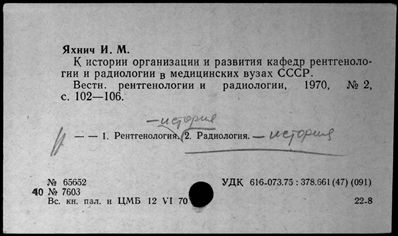 Яхнич И. М.
К истории организации и развития кафедр рентгеноло-
гии и радиологии в медицинских вузах СССР.
Вестн. рентгенологии и радиологии, 1970, № 2,
с. 102—106.
—история
— — 1. Рентгенология. 2. Радиология. —история
№ 65652 УДК 616-073.75 : 378.661 (47) (091)
40 № 7603
Вс. кн. пал. и ЦМБ 12 VI 70 22-8